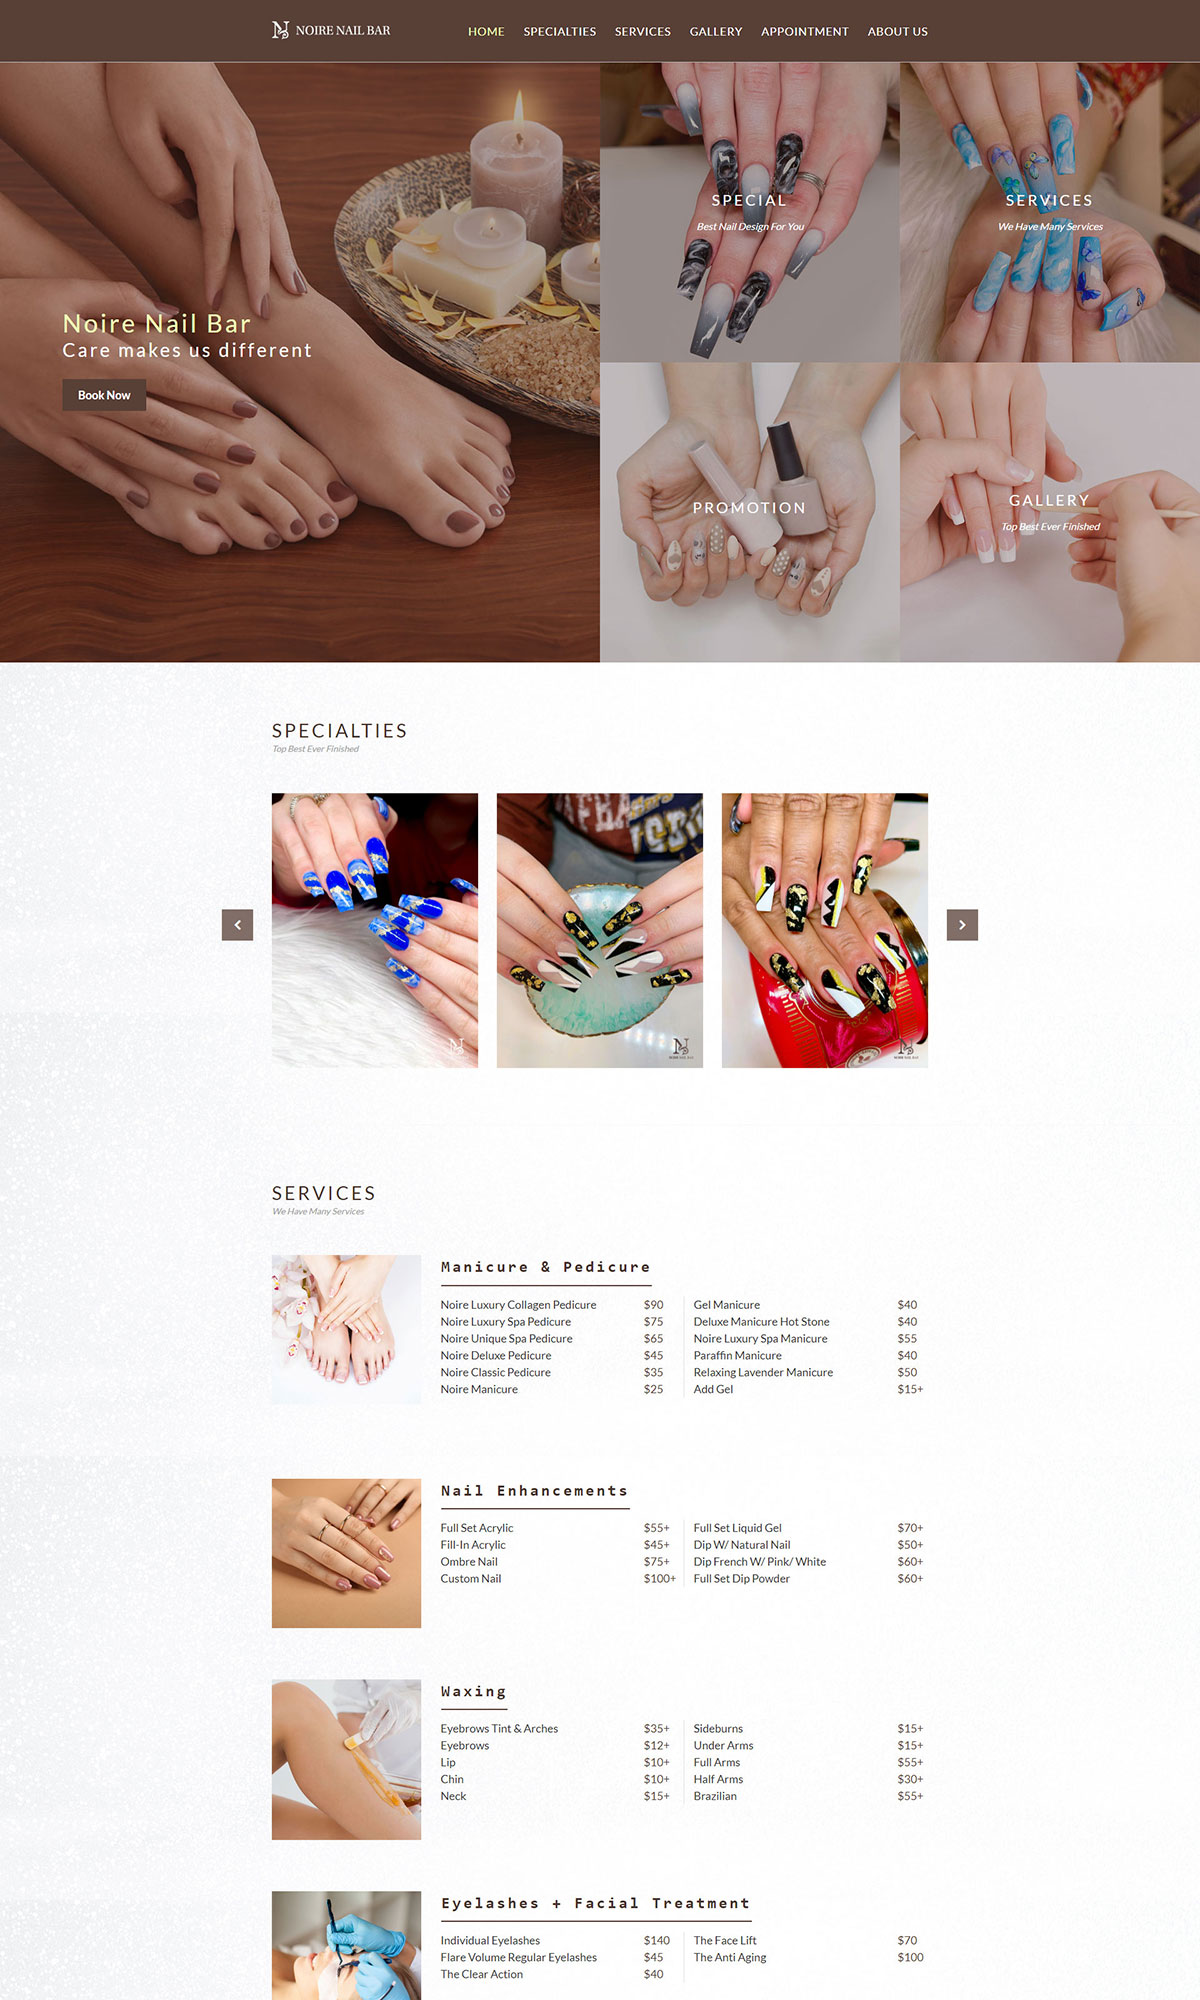 NOIRE NAIL BAR
HOME SPECIALTIES SERVICES GALLERY APPOINTMENT ABOUT US
Noire Nail Bar
Care makes us different
Book Now
SPECIAL
Best Nail Design For You
SERVICES
We Have Many Services
PROMOTION
GALLERY
Top Best Ever Finished
SPECIALTIES
Top Best Ever Finished
NOIRE NAIL BAR
NOIRE NAIL BAR
SERVICES
We Have Many Services
Manicure & Pedicure
Noire Luxury Collagen Pedicure $90
Noire Luxury Spa Pedicure $75
Noire Unique Spa Pedicure $65
Noire Deluxe Pedicure $45
Noire Classic Pedicure $35
Noire Manicure $25
Gel Manicure $40
Deluxe Manicure Hot Stone $40
Noire Luxury Spa Manicure $55
Paraffin Manicure $40
Relaxing Lavender Manicure $50
Add Gel $15+
Nail Enhancements
Full Set Acrylic $55+
Fill-In Acrylic $45+
Ombre Nail $75+
Custom Nail $100+
Full Set Liquid Gel $70+
Dip W/ Natural Nail $50+
Dip French W/ Pink/ White $60+
Full Set Dip Powder $60+
Waxing
Eyebrows Tint & Arches $35+
Eyebrows $12+
Lip $10+
Chin $10+
Neck $15+
Sideburns $15+
Under Arms $15+
Full Arms $55+
Half Arms $30+
Brazilian $55+
Eyelashes + Facial Treatment
Individual Eyelashes $140
Flare Volume Regular Eyelashes $45
The Clear Action $40
The Face Lift $70
The Anti Aging $100